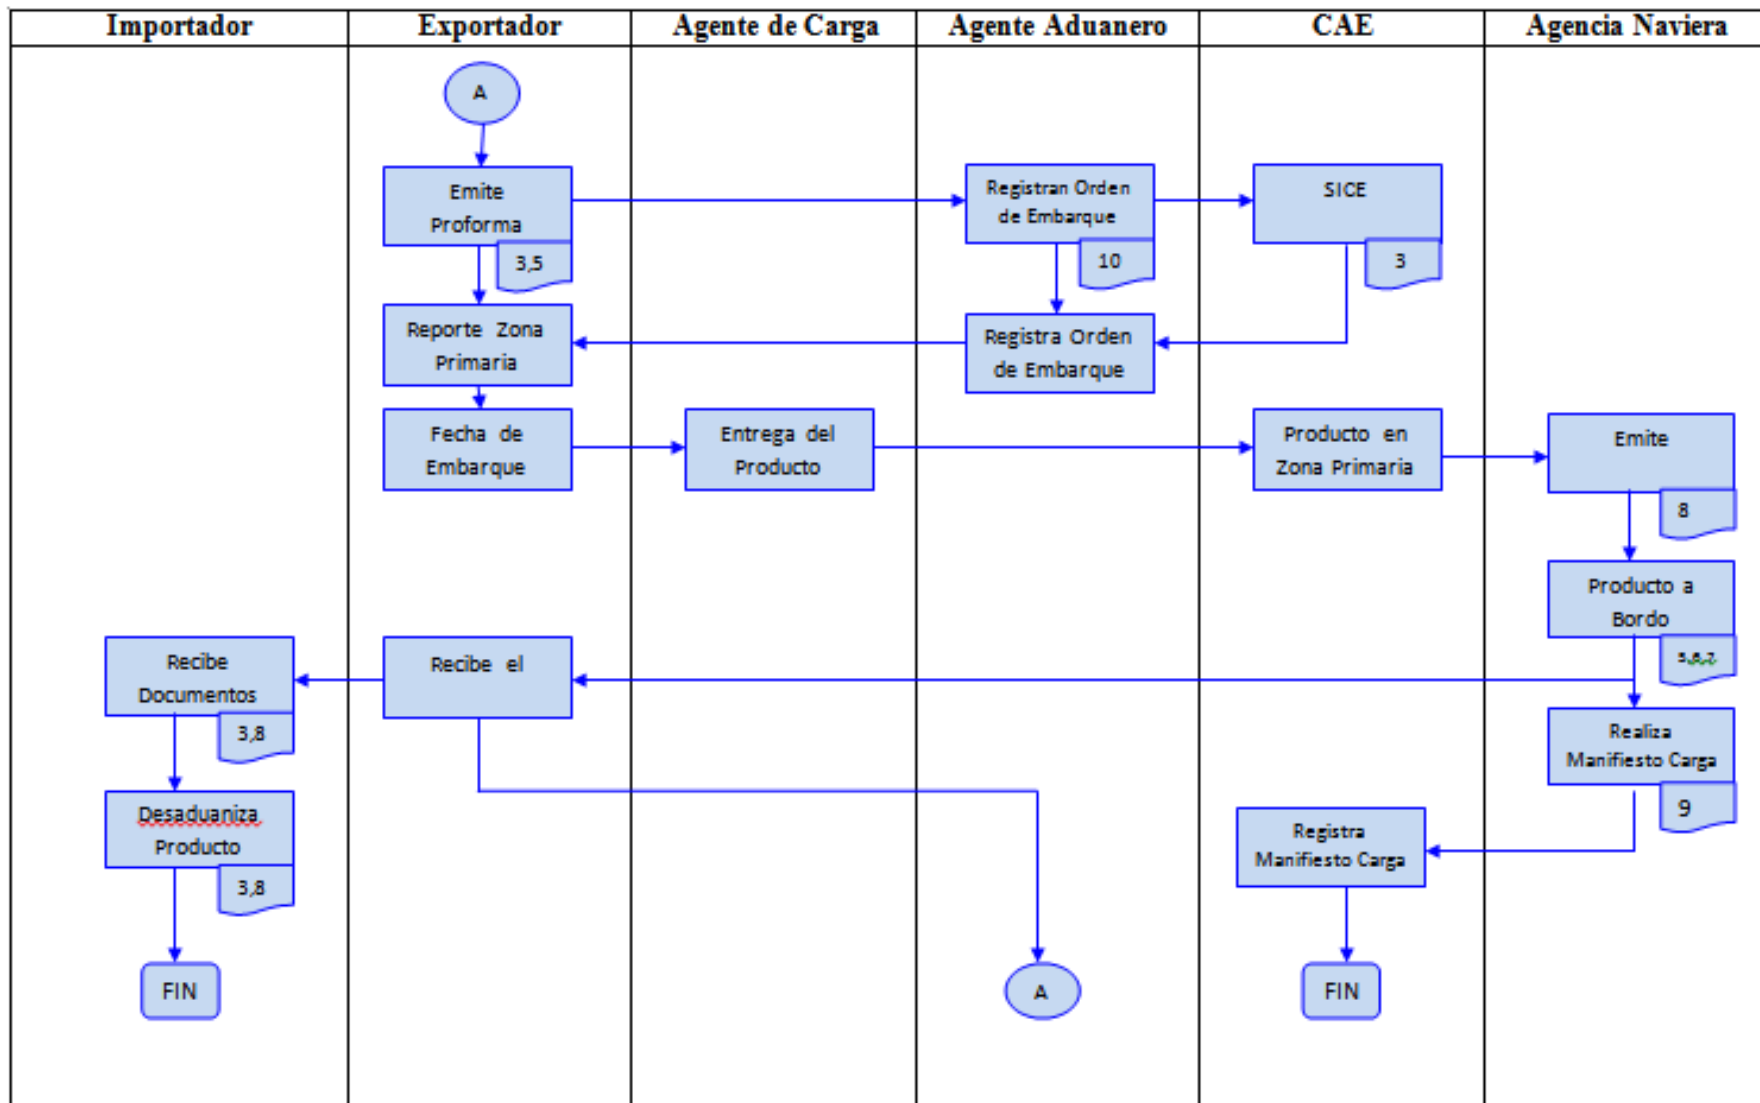 Importador
Exportador
Agente de Carga
Agente Aduanero
CAE
Agencia Naviera
A
Emite
Proforma
3,5
Registran Orden
de Embarque
10
SICE
3
Reporte Zona
Primaria
Registra Orden
de Embarque
Fecha de
Embarque
Entrega del
Producto
Producto en
Zona Primaria
Emite
8
Producto a
Bordo
Recibe
Documentos
3,8
Recibe el
Realiza
Manifiesto Carga
9
Desaduaniza
Producto
3,8
Registra
Manifiesto Carga
FIN
A
FIN